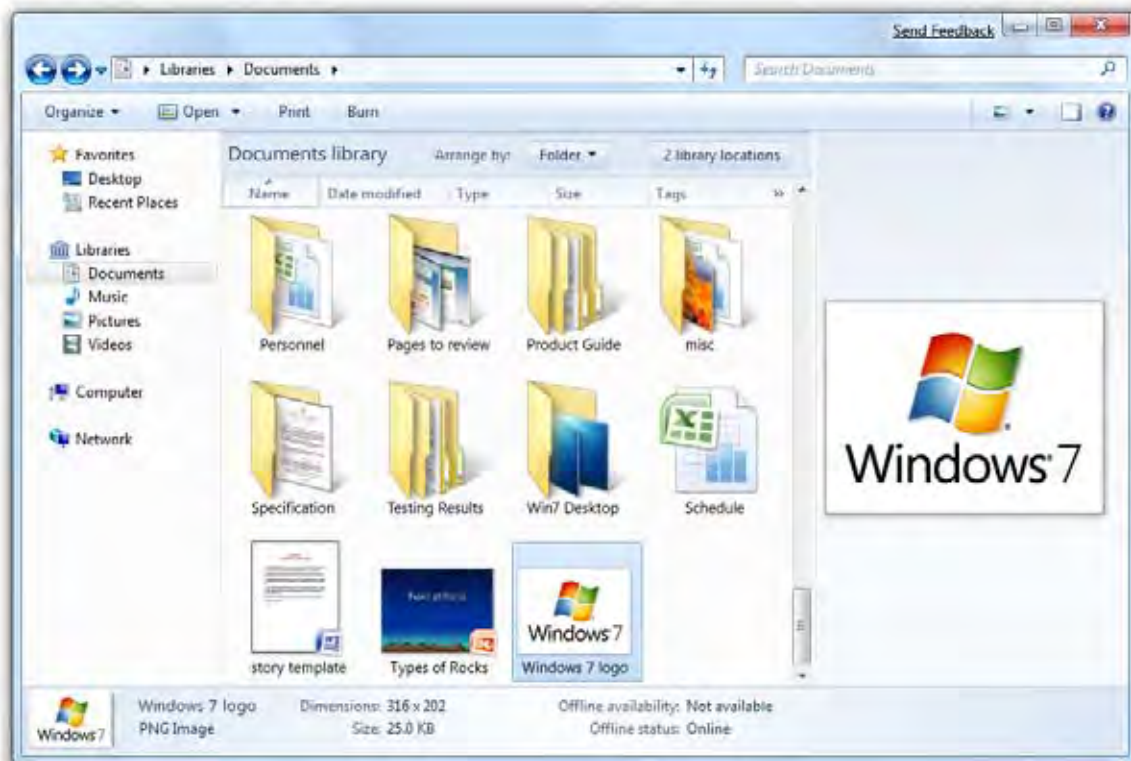 Send Feedback
Libraries Documents
Search Documents
Organize Open Print Burn
Favorites
Desktop
Recent Places
Libraries
Documents
Music
Pictures
Videos
Computer
Network
Documents library Arrange by: Folder 2 library locations
Name Date modified Type Size Tags
Personnel Pages to review Product Guide misc
Specification Testing Results Win7 Desktop Schedule
Windows 7
story template Types of Rocks Windows 7 logo
Windows 7
Windows 7
Windows 7 logo Dimensions: 316 x 202 Offline availability: Not available
PNG Image Size: 25.0 KB Offline status: Online